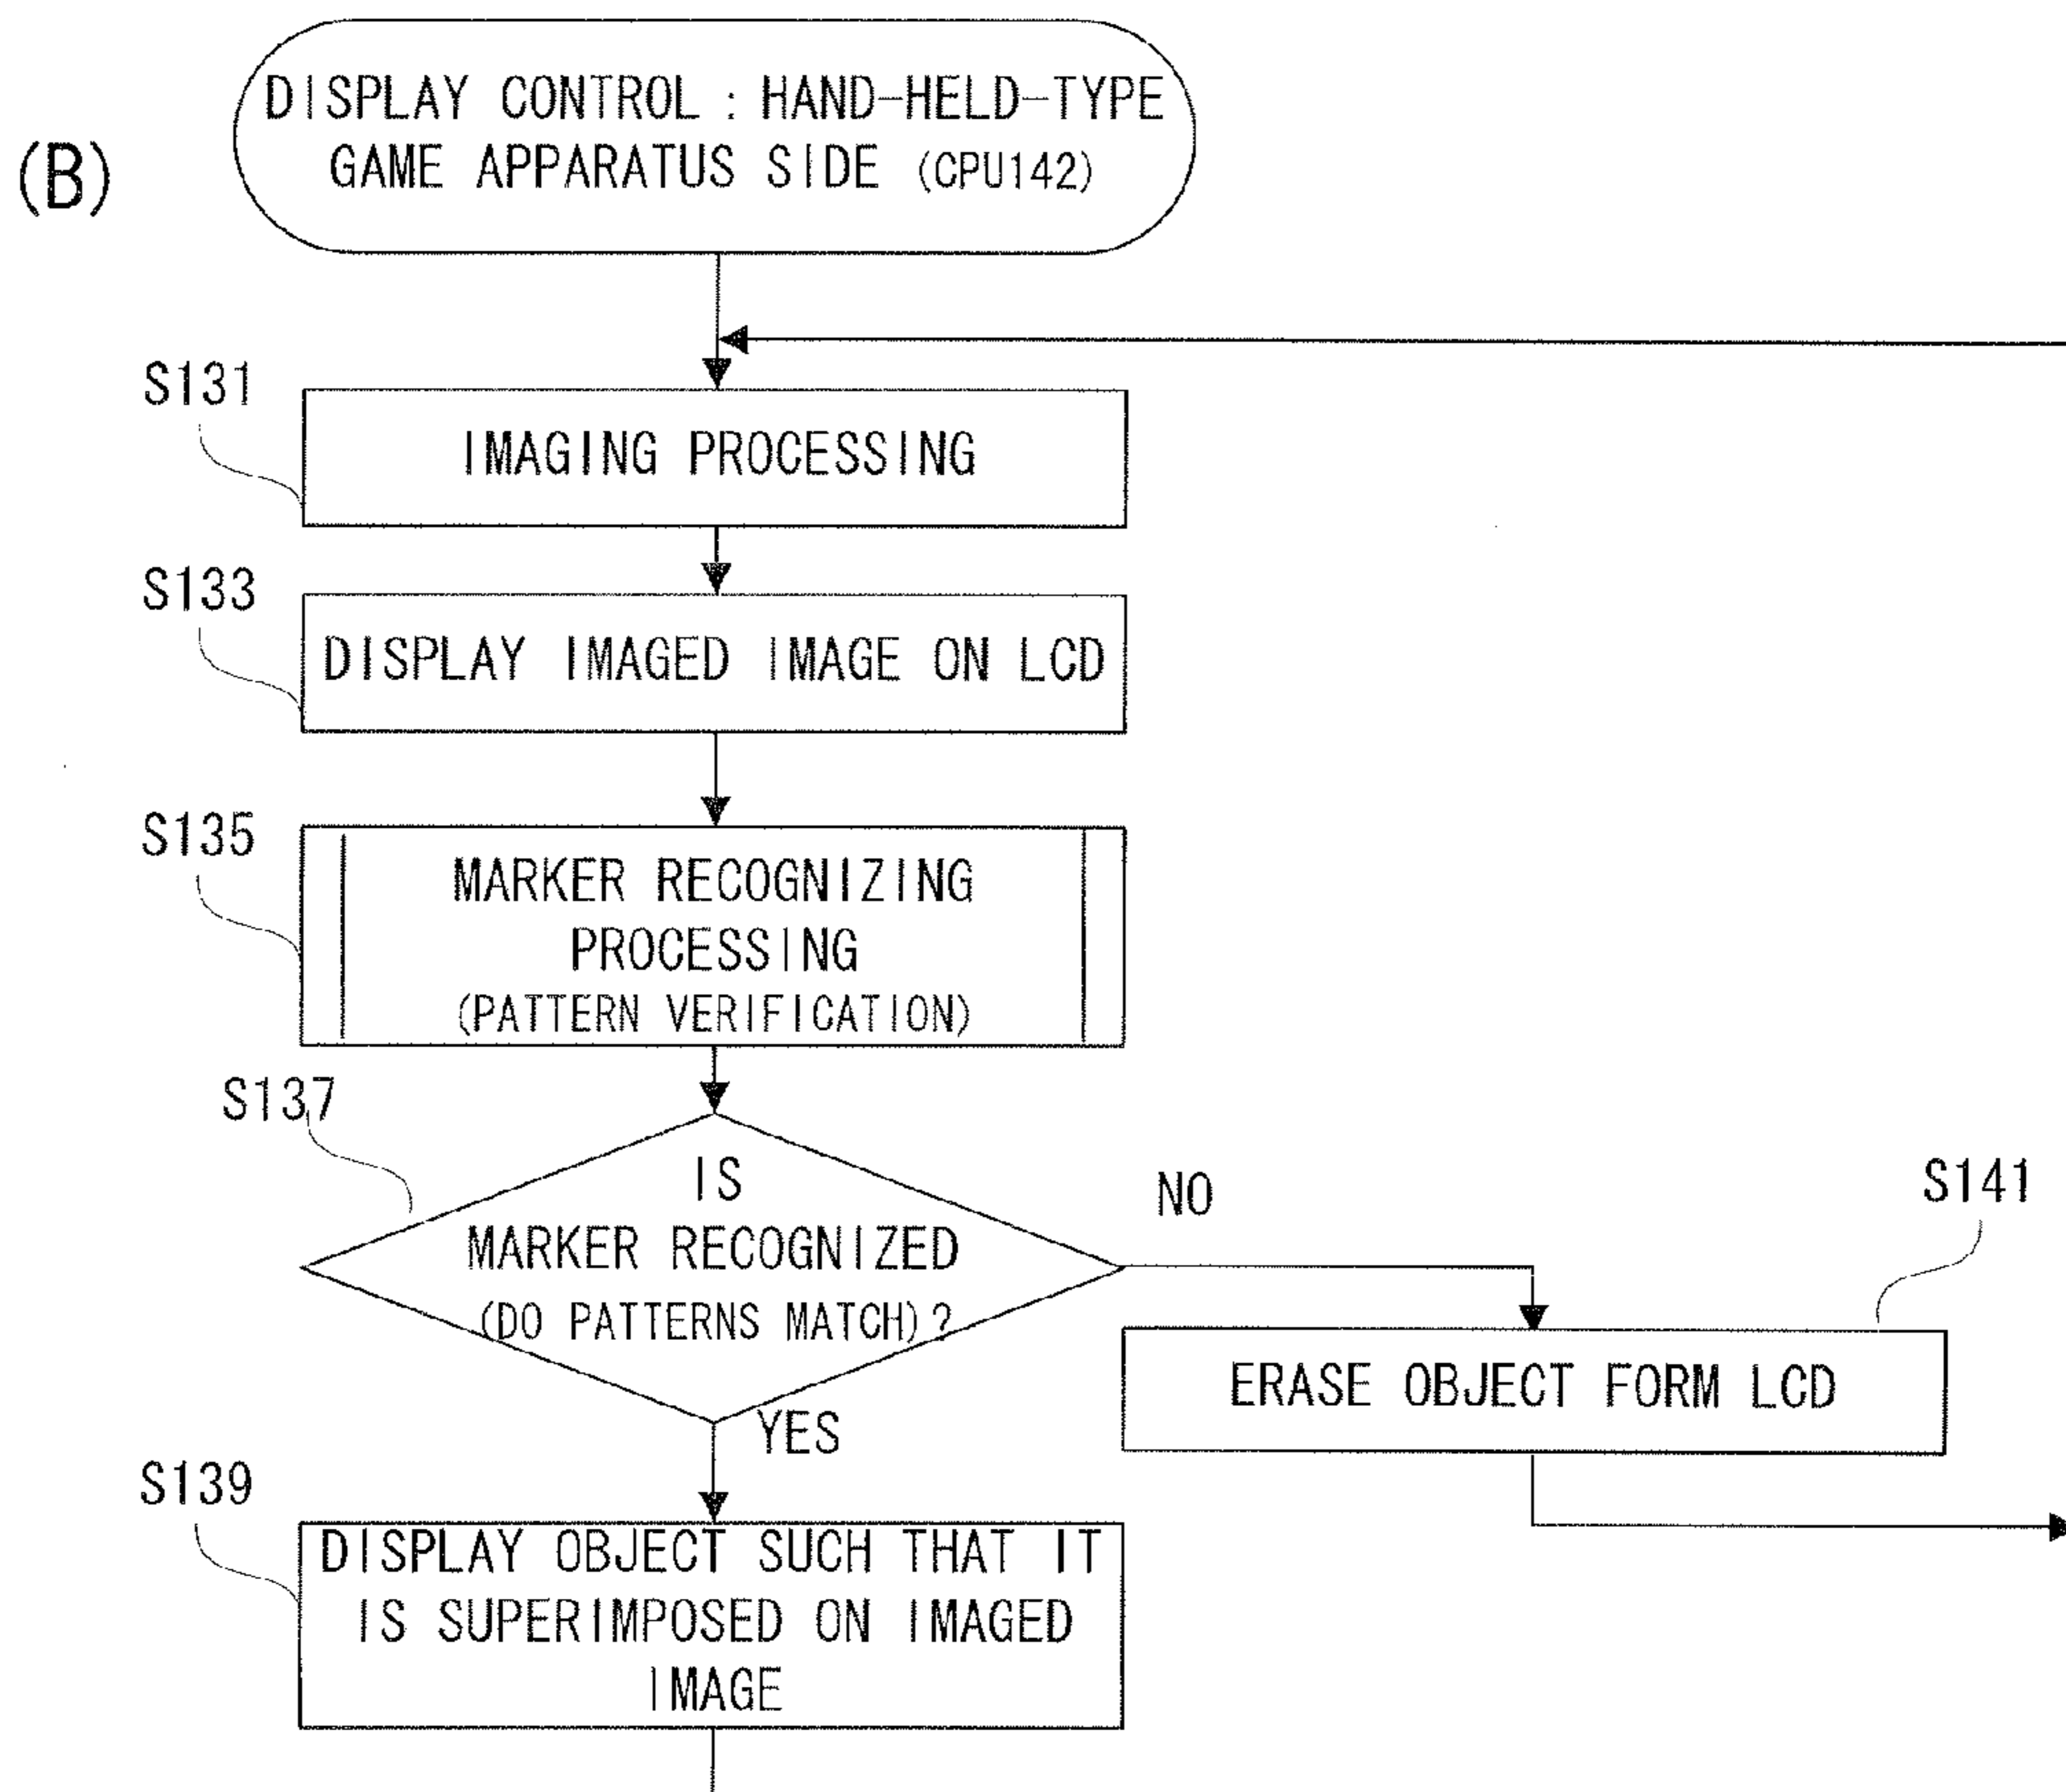 (B)
DISPLAY CONTROL : HAND-HELD-TYPE
GAME APPARATUS SIDE (CPU142)
S131
IMAGING PROCESSING
S133
DISPLAY IMAGED IMAGE ON LCD
S135
MARKER RECOGNIZING
PROCESSING
(PATTERN VERIFICATION)
S137
IS
MARKER RECOGNIZED
(DO PATTERNS MATCH)?
NO
S141
ERASE OBJECT FORM LCD
YES
S139
DISPLAY OBJECT SUCH THAT IT
IS SUPERIMPOSED ON IMAGED
IMAGE